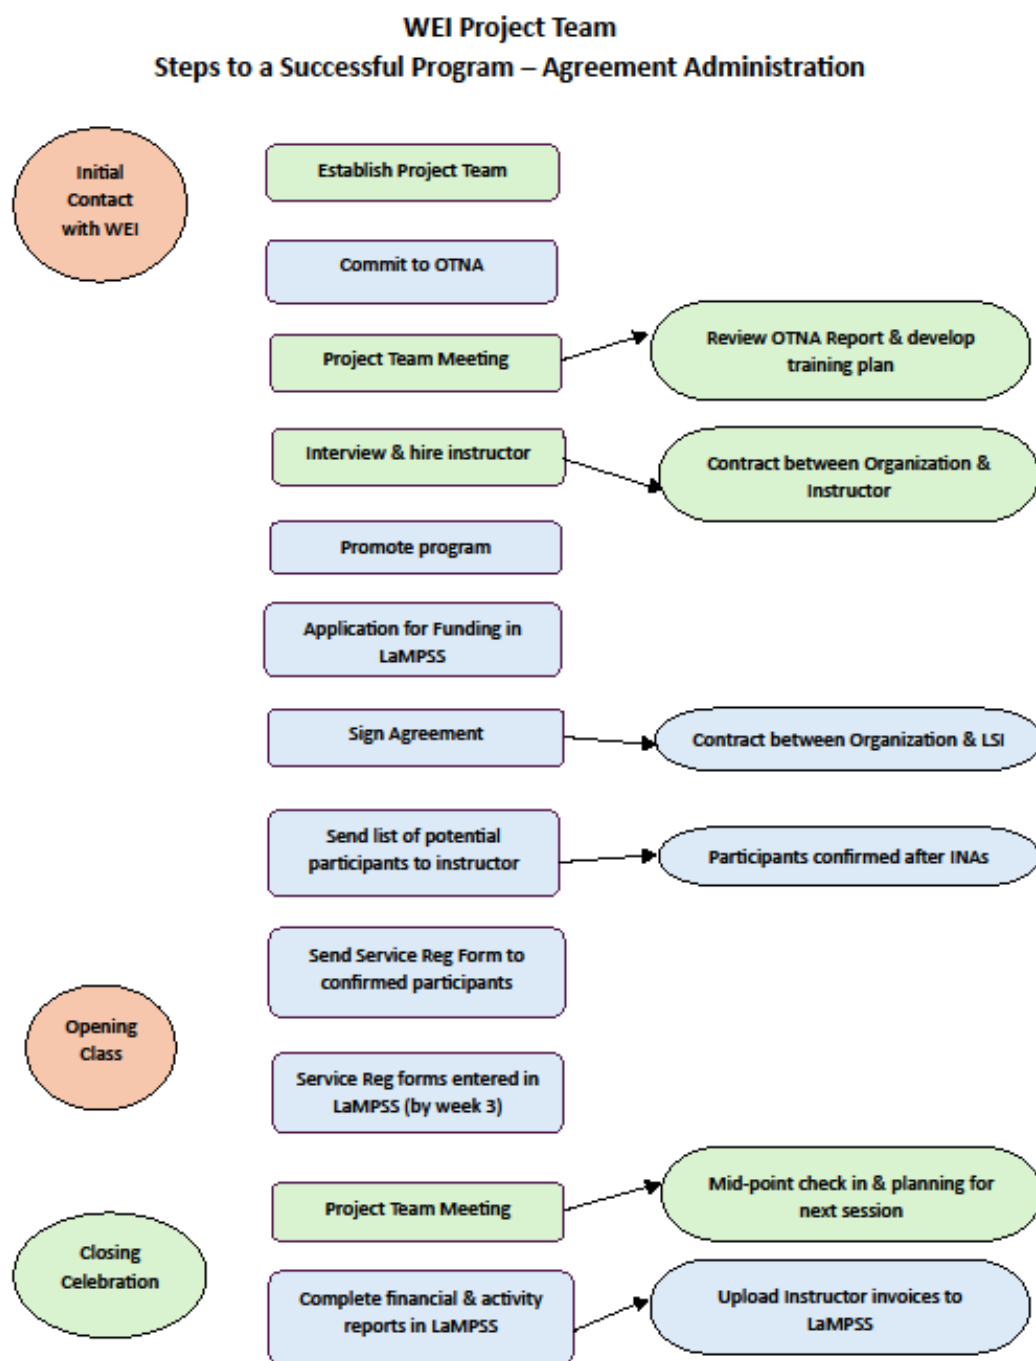 WEI Project Team
Steps to a Successful Program – Agreement Administration
Initial
Contact
with WEI
Establish Project Team
Commit to OTNA
Project Team Meeting
Review OTNA Report & develop
training plan
Interview & hire instructor
Contract between Organization &
Instructor
Promote program
Application for Funding in
LaMPSS
Sign Agreement
Contract between Organization & LSI
Send list of potential
participants to instructor
Participants confirmed after INAs
Send Service Reg Form to
confirmed participants
Opening
Class
Service Reg forms entered in
LaMPSS (by week 3)
Project Team Meeting
Mid-point check in & planning for
next session
Closing
Celebration
Complete financial & activity
reports in LaMPSS
Upload Instructor invoices to
LaMPSS